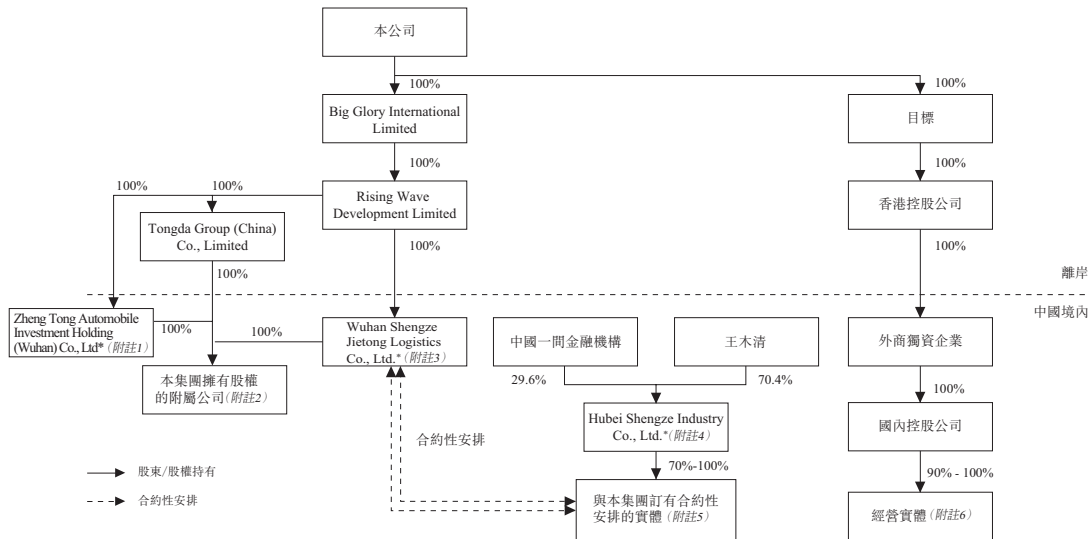 本公司
100%
100%
Big Glory International
Limited
目標
100%
100%
100%
100%
Rising Wave
Development Limited
香港控股公司
Tongda Group (China)
Co., Limited
100%
100%
100%
離岸
中國境內
Zheng Tong Automobile
Investment Holding
(Wuhan) Co., Ltd* (附註1)
100%
100%
Wuhan Shengze
Jietong Logistics
Co., Ltd.* (附註3)
中國一間金融機構
王木清
外商獨資企業
29.6%
70.4%
100%
本集團擁有股權
的附屬公司(附註2)
合約性安排
Hubei Shengze Industry
Co., Ltd.* (附註4)
國內控股公司
股東/股權持有
70%-100%
90% - 100%
合約性安排
與本集團訂有合約性
安排的實體 (附註5)
經營實體 (附註6)